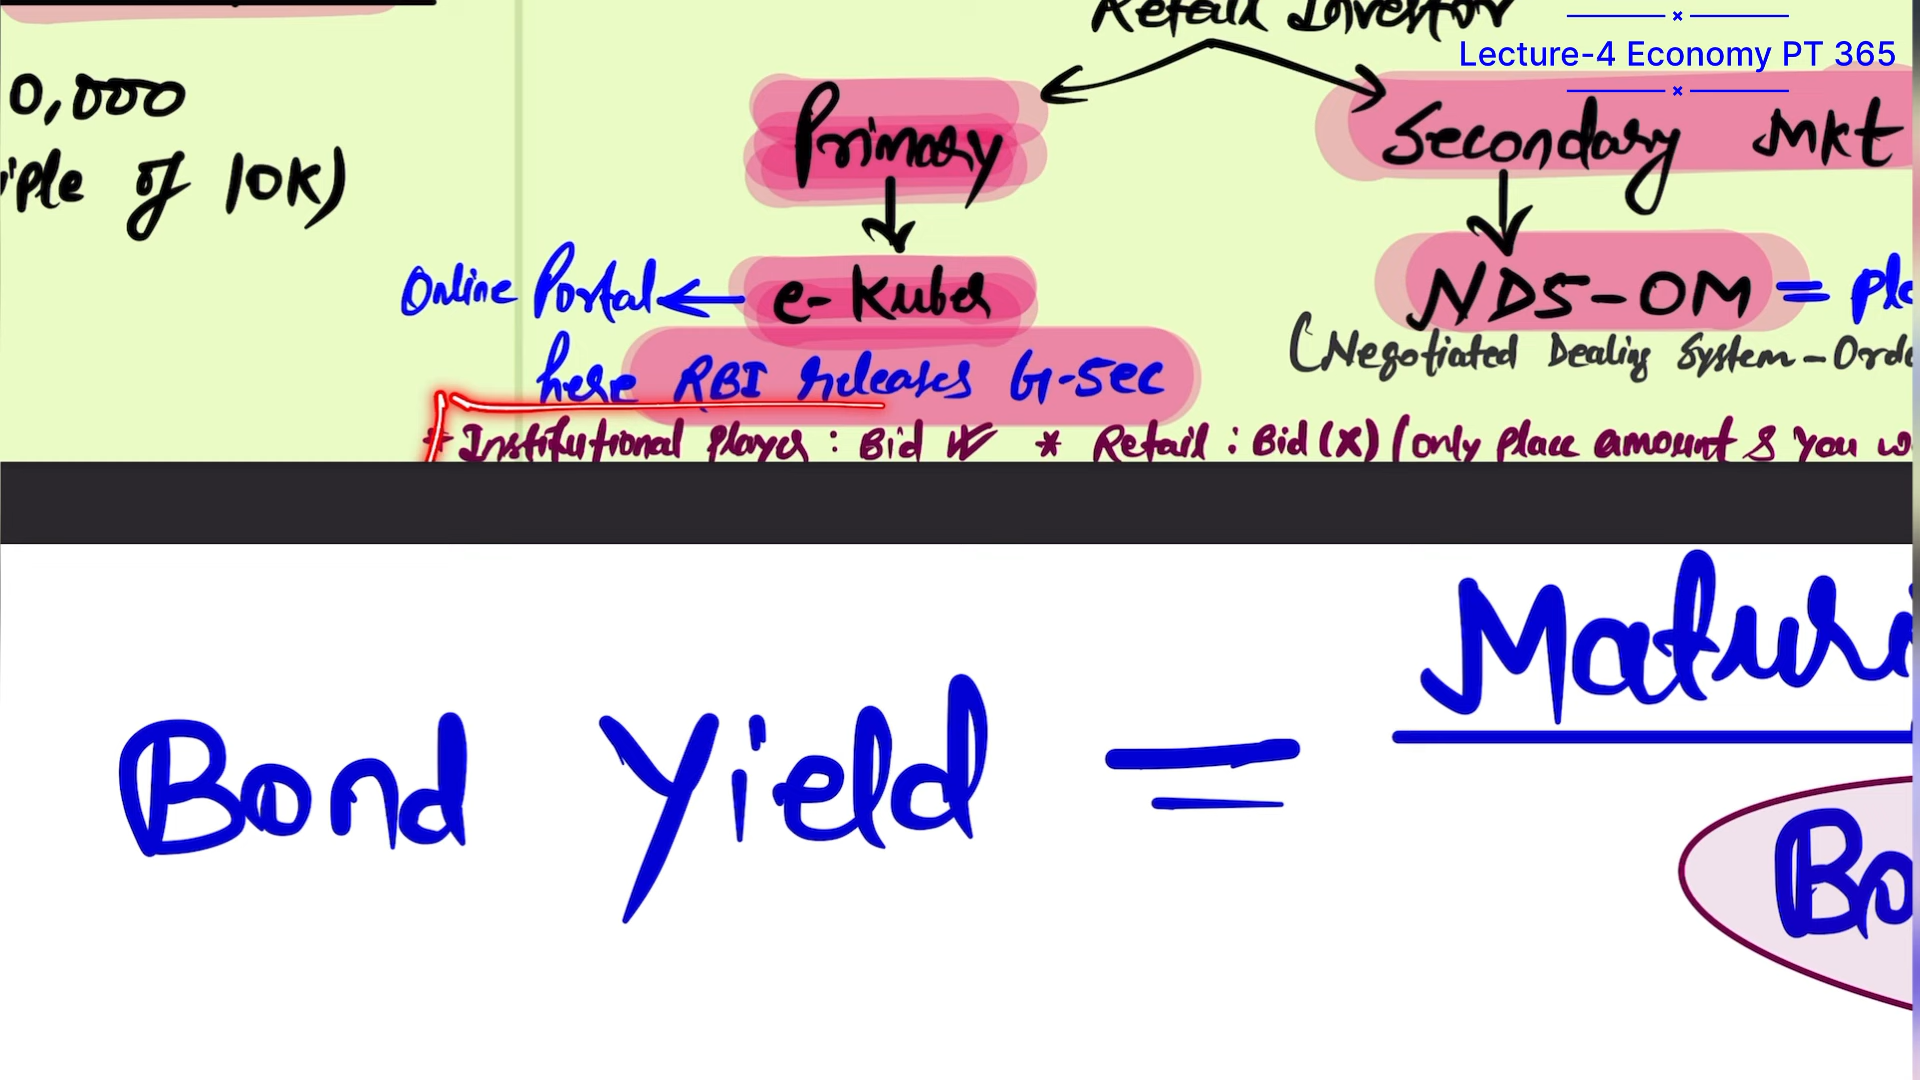 Retail Investor
Lecture-4 Economy PT 365
0,000
iple of 10K)
Primary
Secondary Mkt
Online Portal
e-Kuber
NDS-OM =
here RBI releases G-Sec
(Negotiated Dealing System-Orde
* Institutional Player : Bid * Retail : Bid (X) (only place amount & you w
Maturi
Bond Yield =
Bo